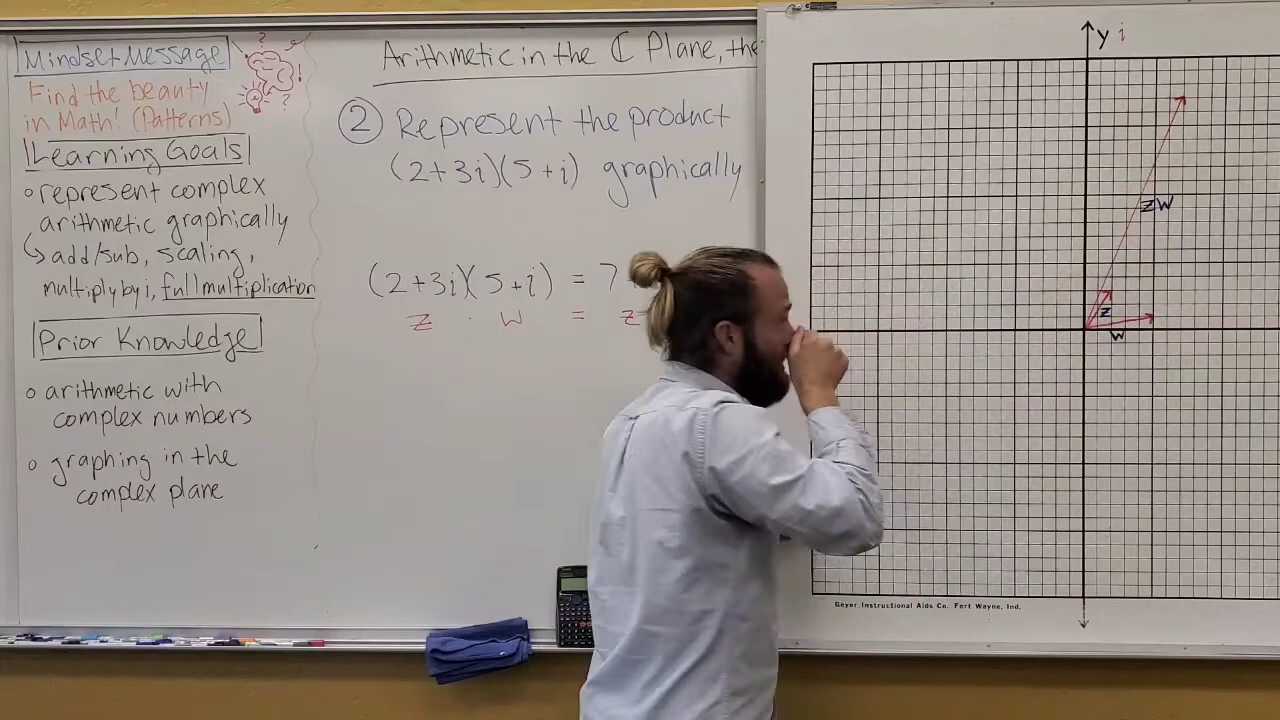 Mindset Message
Find the beauty
in Math! (Patterns)
Learning Goals
represent complex
arithmetic graphically
add/sub, scaling,
multiply by i, full multiplication
Prior Knowledge
arithmetic with
complex numbers
graphing in the
complex plane
Arithmetic in the ℂ Plane, the
② Represent the product
(2+3i)(5+i) graphically
(2+3i)(5+i) = 7
z · w = z
y i
zw
z
w
Geyer Instructional Aids Co. Fort Wayne, Ind.